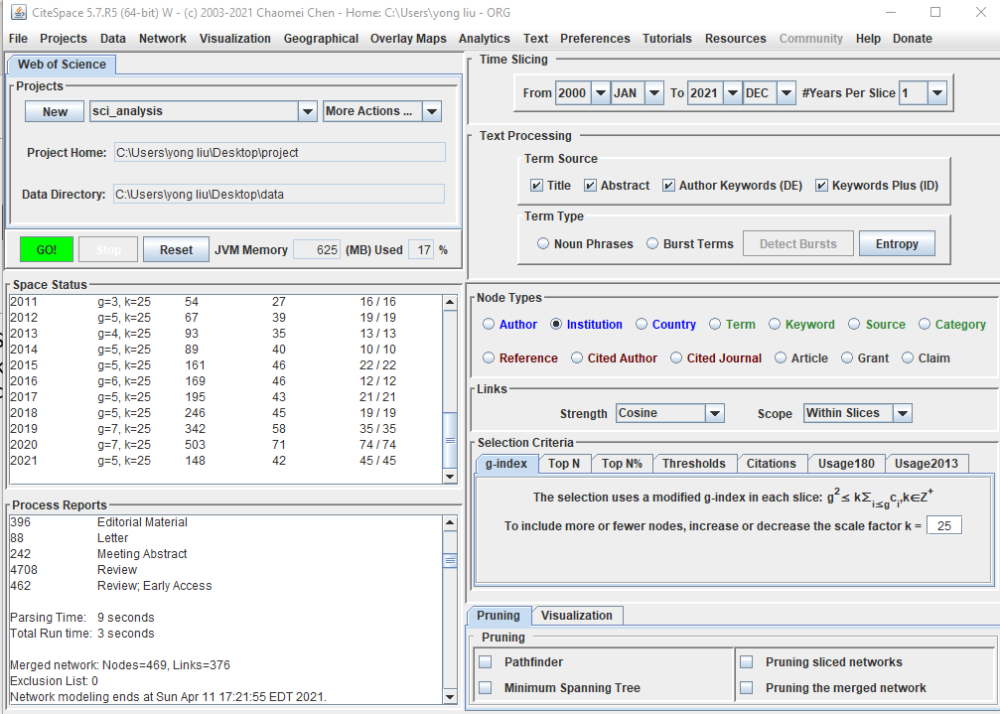 CiteSpace 5.7.R5 (64-bit) W - (c) 2003-2021 Chaomei Chen - Home: C:\Users\yong liu - ORG
File Projects Data Network Visualization Geographical Overlay Maps Analytics Text Preferences Tutorials Resources Community Help Donate
Web of Science
Projects
New sci_analysis More Actions ...
Project Home: C:\Users\yong liu\Desktop\project
Data Directory: C:\Users\yong liu\Desktop\data
GO! Stop Reset JVM Memory 625 (MB) Used 17 %
Space Status
2011 g=3, k=25 54 27 16 / 16
2012 g=5, k=25 67 39 19 / 19
2013 g=4, k=25 93 35 13 / 13
2014 g=5, k=25 89 40 10 / 10
2015 g=5, k=25 161 46 22 / 22
2016 g=6, k=25 169 46 12 / 12
2017 g=5, k=25 195 43 21 / 21
2018 g=5, k=25 246 45 19 / 19
2019 g=7, k=25 342 58 35 / 35
2020 g=7, k=25 503 71 74 / 74
2021 g=5, k=25 148 42 45 / 45
Process Reports
396 Editorial Material
88 Letter
242 Meeting Abstract
4708 Review
462 Review; Early Access
Parsing Time: 9 seconds
Total Run time: 3 seconds
Merged network: Nodes=469, Links=376
Exclusion List: 0
Network modeling ends at Sun Apr 11 17:21:55 EDT 2021.
Time Slicing
From 2000 JAN To 2021 DEC #Years Per Slice 1
Text Processing
Term Source
Title Abstract Author Keywords (DE) Keywords Plus (ID)
Term Type
Noun Phrases Burst Terms Detect Bursts Entropy
Node Types
Author Institution Country Term Keyword Source Category
Reference Cited Author Cited Journal Article Grant Claim
Links
Strength Cosine Scope Within Slices
Selection Criteria
g-index Top N Top N% Thresholds Citations Usage180 Usage2013
The selection uses a modified g-index in each slice: g²≤ kΣi≤gci,k∈Z⁺
To include more or fewer nodes, increase or decrease the scale factor k = 25
Pruning Visualization
Pruning
Pathfinder Pruning sliced networks
Minimum Spanning Tree Pruning the merged network